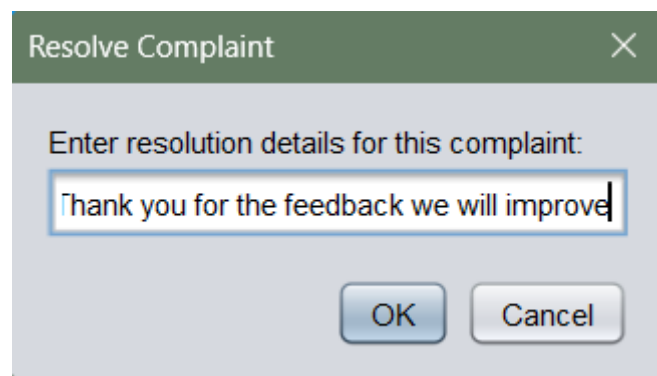 Resolve Complaint
Enter resolution details for this complaint:
Thank you for the feedback we will improve
OK
Cancel